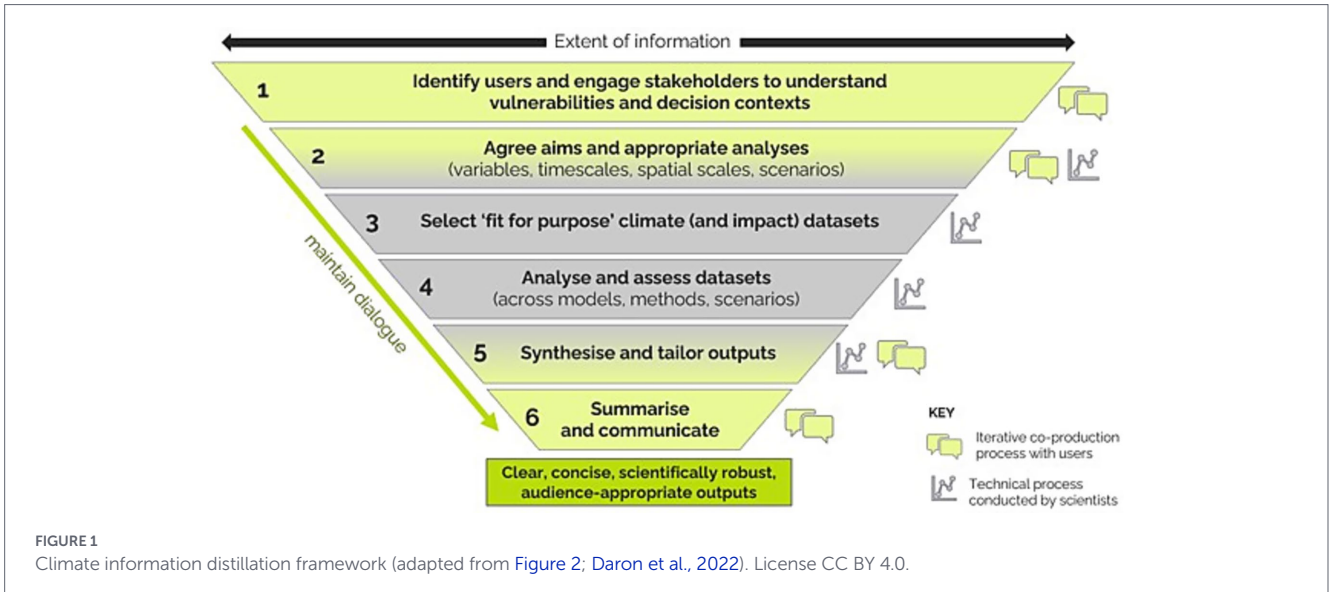 Extent of information
1
Identify users and engage stakeholders to understand
vulnerabilities and decision contexts
2
Agree aims and appropriate analyses
(variables, timescales, spatial scales, scenarios)
3
Select ‘fit for purpose’ climate (and impact) datasets
4
Analyse and assess datasets
(across models, methods, scenarios)
maintain dialogue
5
Synthesise and tailor outputs
6
Summarise
and communicate
Clear, concise, scientifically robust,
audience-appropriate outputs
KEY
Iterative co-production
process with users
Technical process
conducted by scientists
FIGURE 1
Climate information distillation framework (adapted from Figure 2; Daron et al., 2022). License CC BY 4.0.